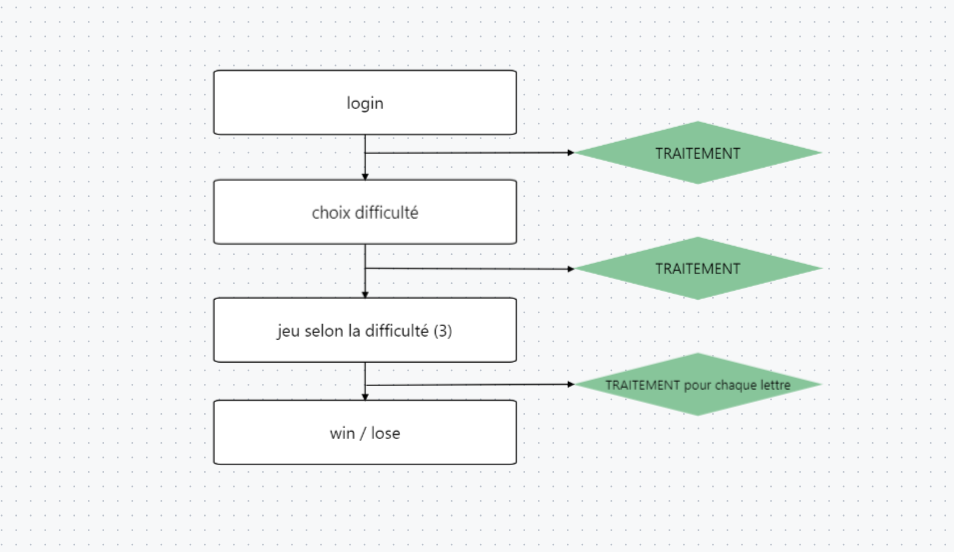 login
TRAITEMENT
choix difficulté
TRAITEMENT
jeu selon la difficulté (3)
TRAITEMENT pour chaque lettre
win / lose